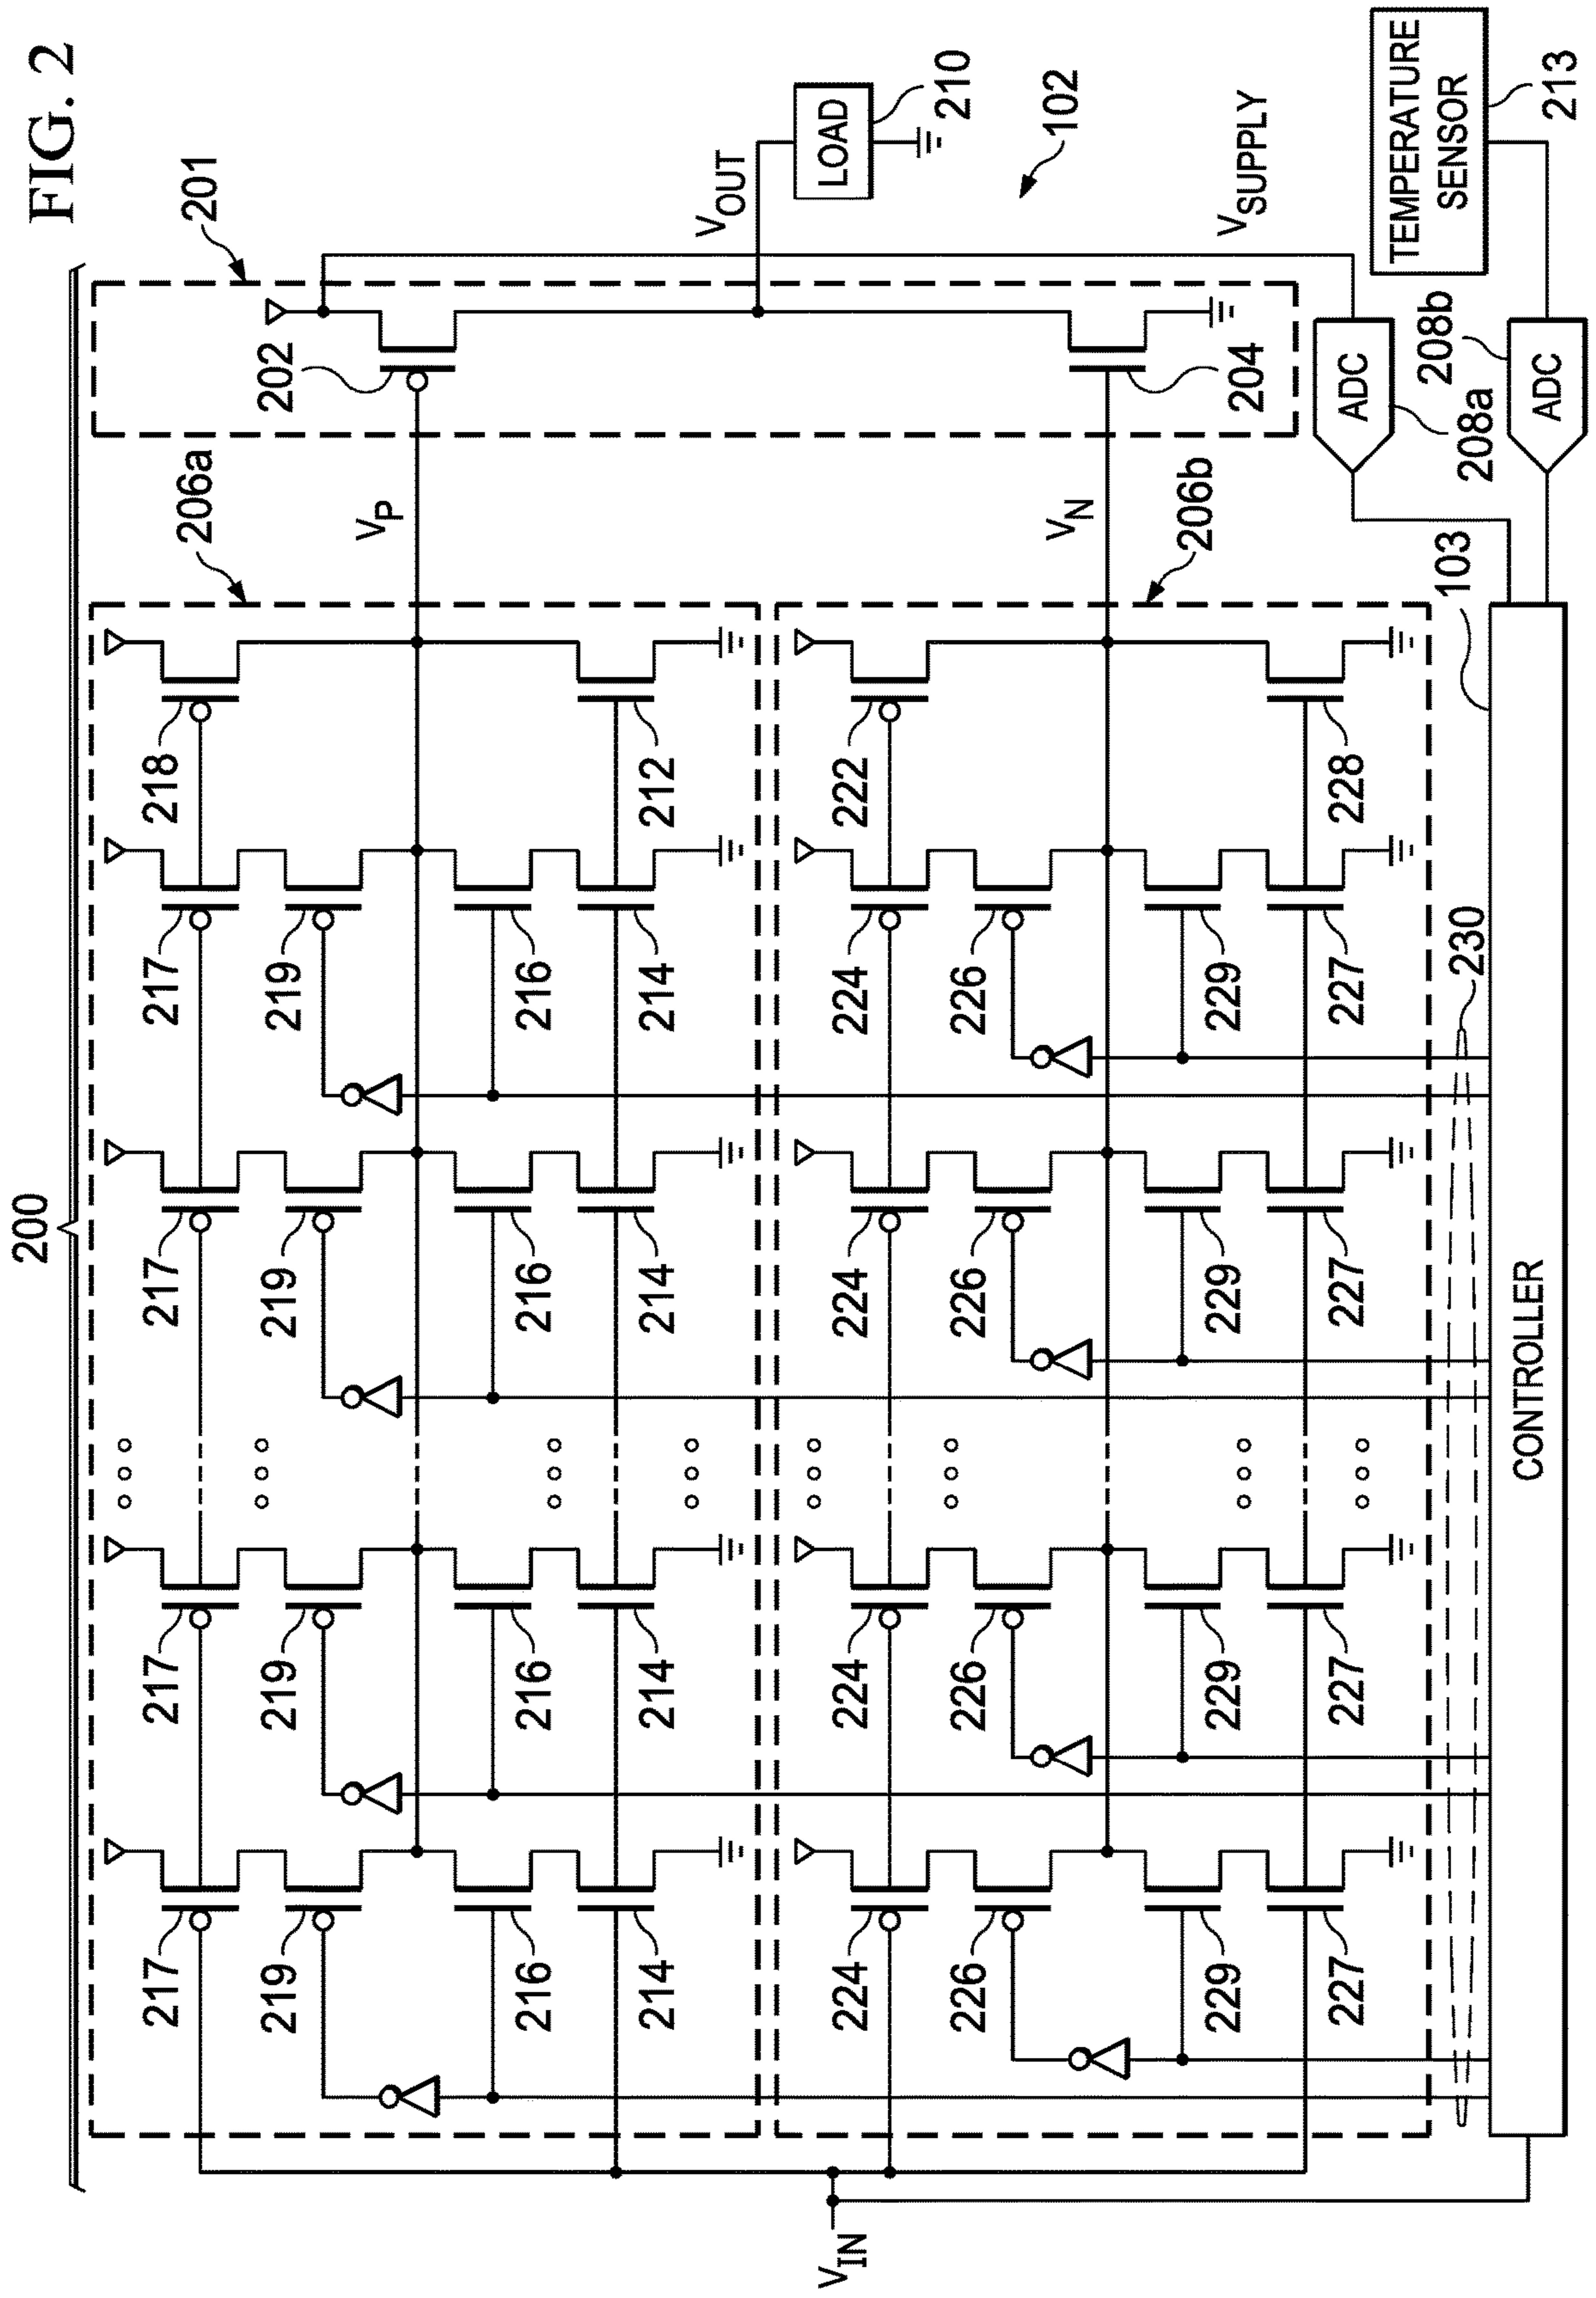 FIG. 2
200
201
202
204
VOUT
LOAD
210
102
VSUPPLY
TEMPERATURE
SENSOR
213
208b
ADC
208a
ADC
206a
VP
VN
206b
103
218
212
222
228
217
219
216
214
224
226
229
227
230
217
219
216
214
224
226
229
227
CONTROLLER
217
219
216
214
224
226
229
227
217
219
216
214
224
226
229
227
VIN